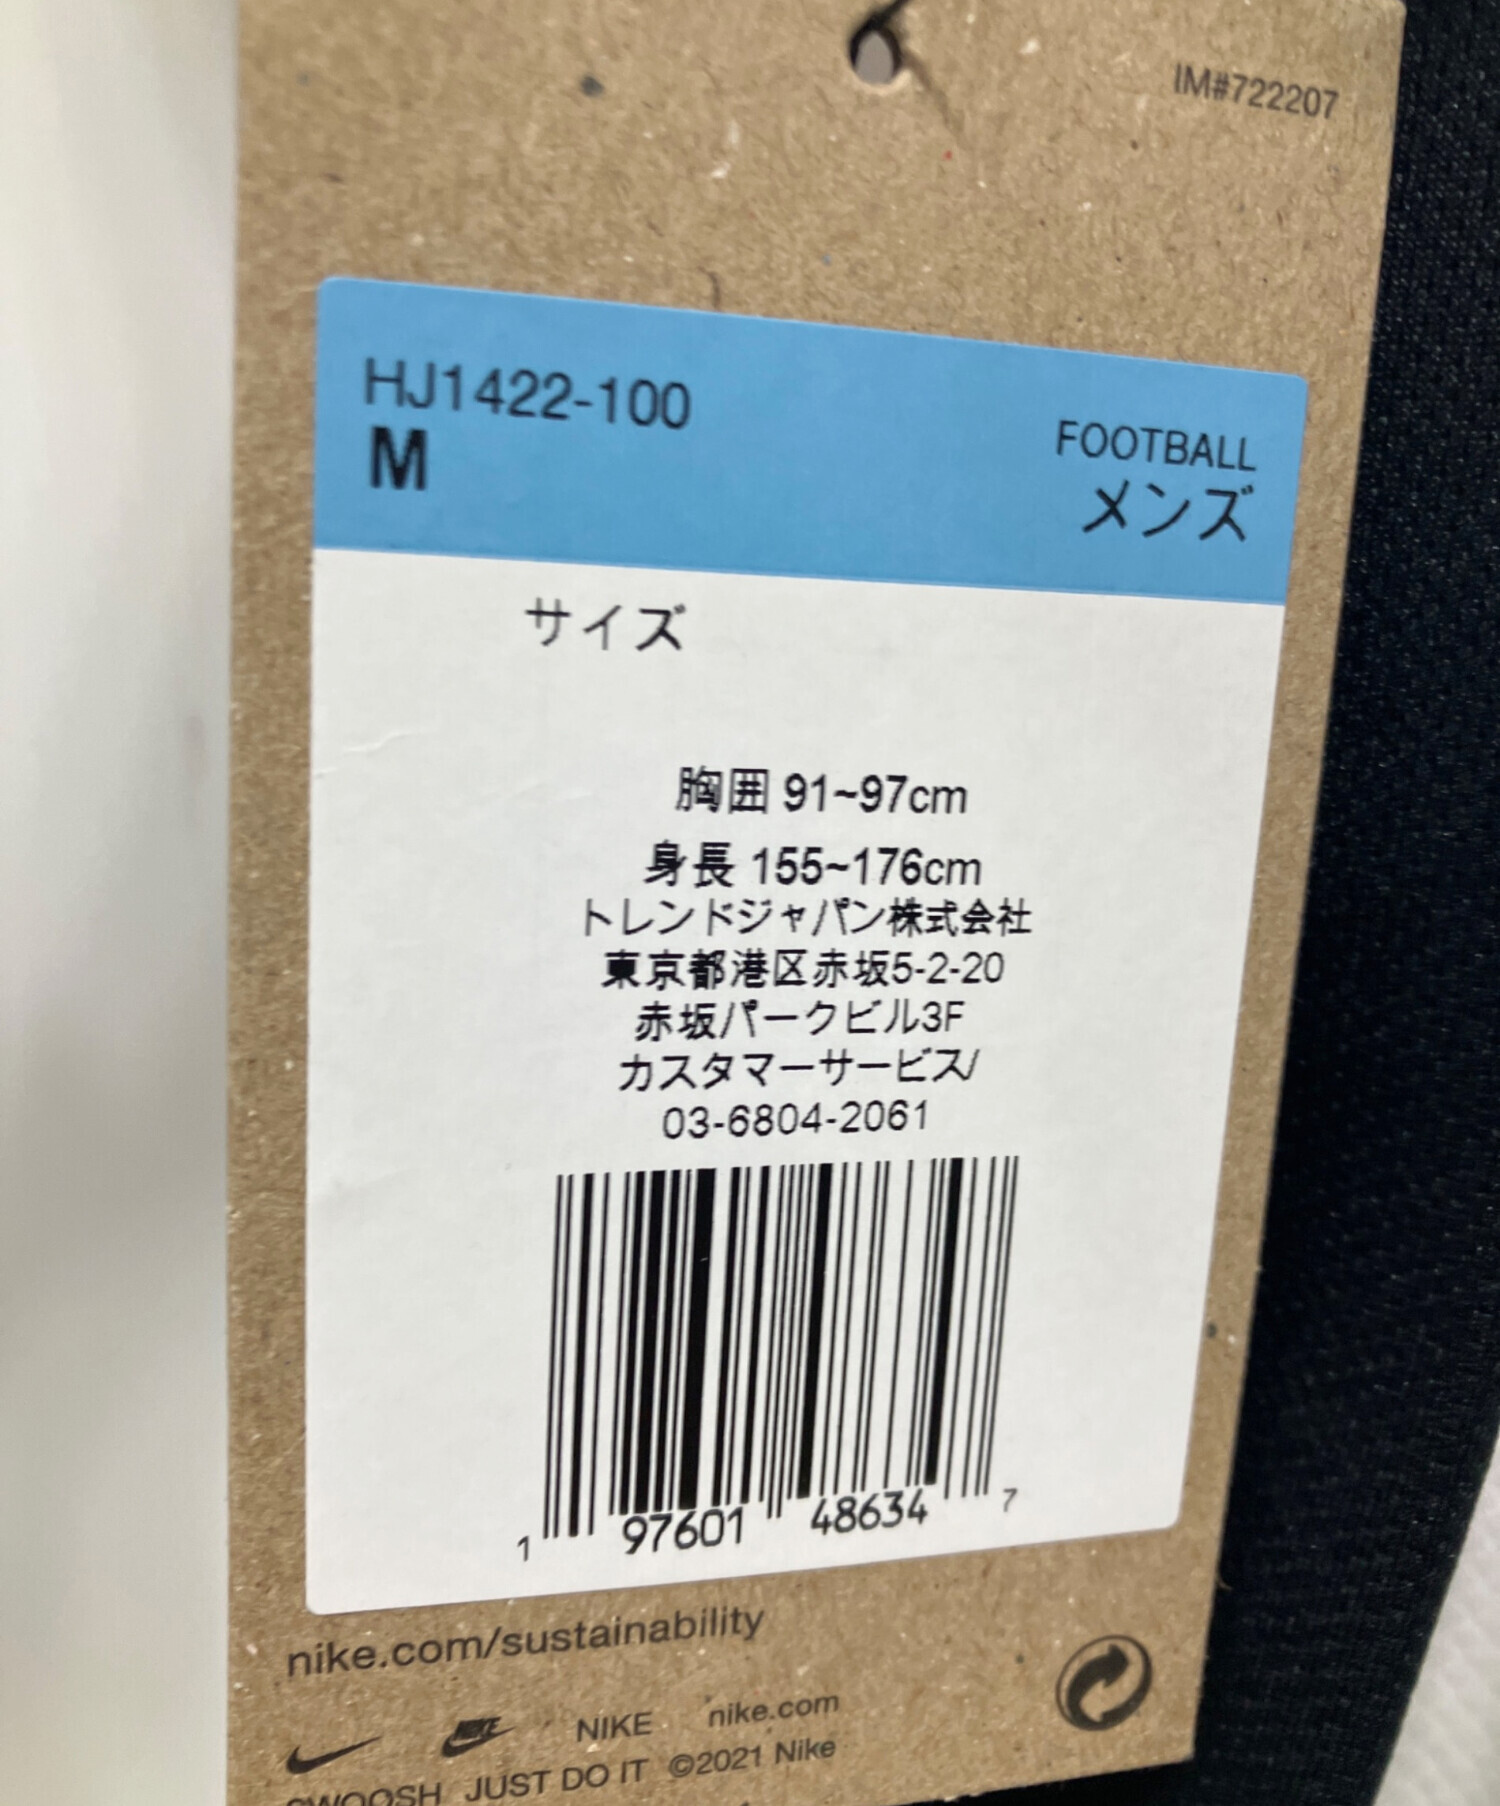 IM#722207
HJ1422-100
M
FOOTBALL
メンズ
サイズ
胸囲 91~97cm
身長 155~176cm
トレンドジャパン株式会社
東京都港区赤坂5-2-20
赤坂パークビル3F
カスタマーサービス/
03-6804-2061
1 97601 48634 7
nike.com/sustainability
NIKE NIKE nike.com
SWOOSH JUST DO IT ©2021 Nike